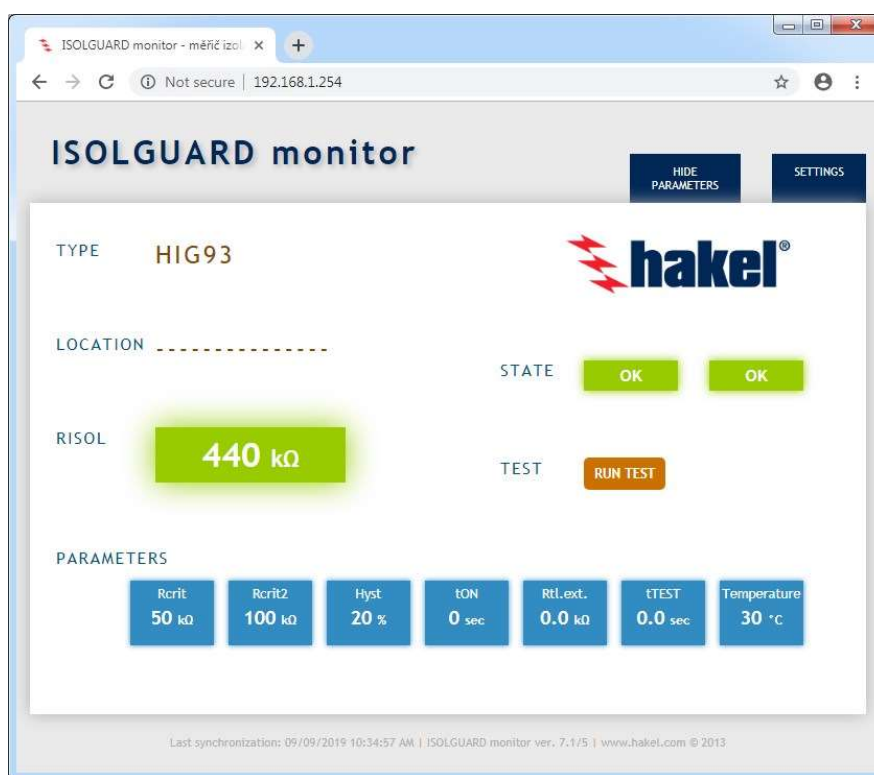 ISOLGUARD monitor - měřič izol
Not secure | 192.168.1.254
ISOLGUARD monitor
HIDE
PARAMETERS
SETTINGS
TYPE HIG93
hakel®
LOCATION ---------------
STATE OK OK
RISOL 440 kΩ
TEST RUN TEST
PARAMETERS
Rcrit Rcrit2 Hyst tON Rtl.ext. tTEST Temperature
50 kΩ 100 kΩ 20 % 0 sec 0.0 kΩ 0.0 sec 30 °C
Last synchronization: 09/09/2019 10:34:57 AM | ISOLGUARD monitor ver. 7.1/5 | www.hakel.com © 2013